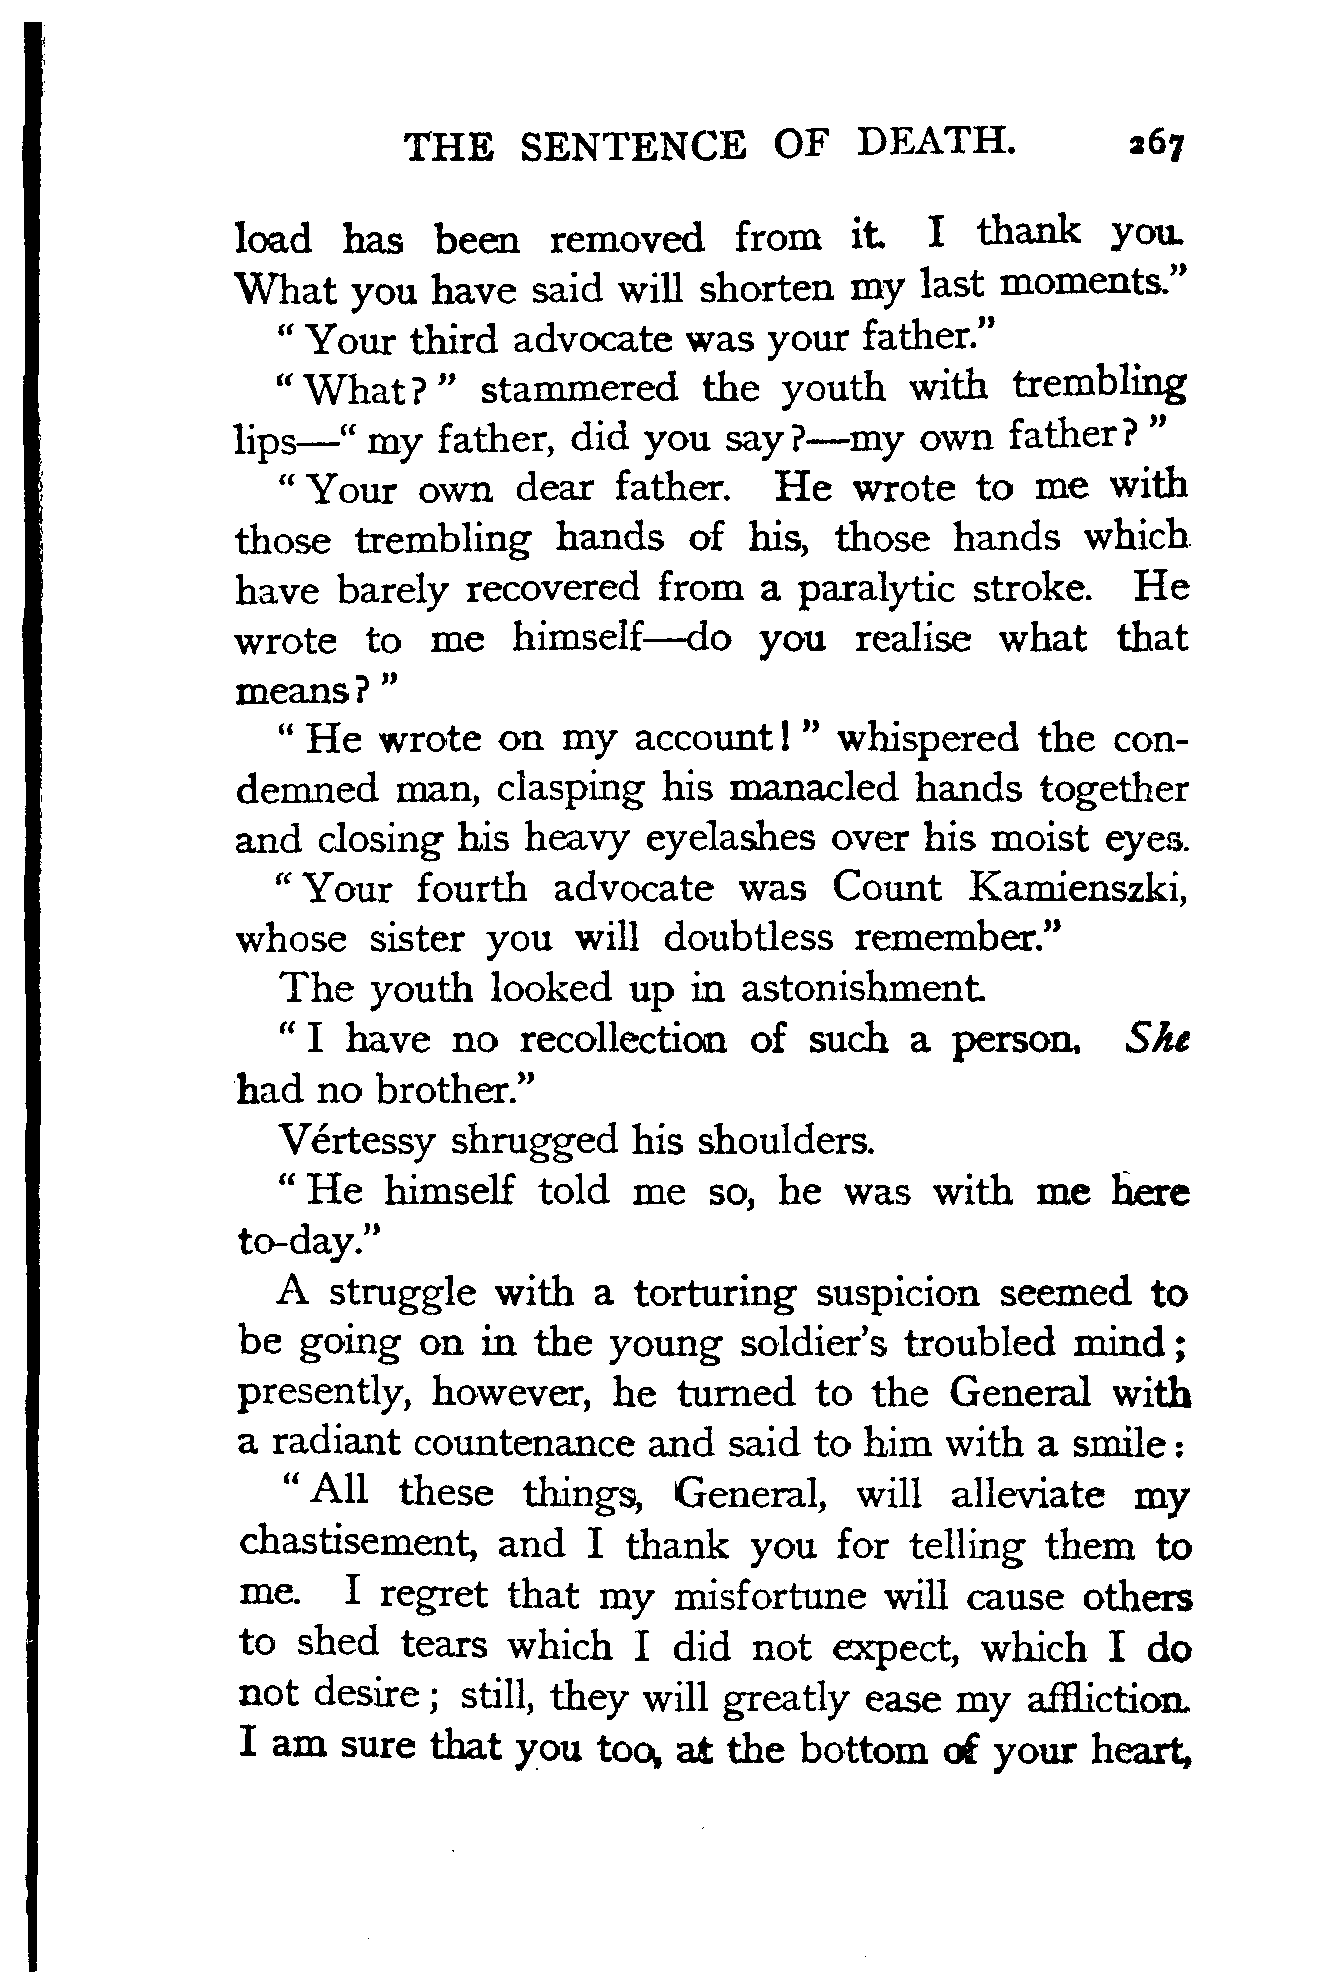 THE SENTENCE OF DEATH. 267
load has been removed from it. I thank you.
What you have said will shorten my last moments."
"Your third advocate was your father."
"What?" stammered the youth with trembling
lips—"my father, did you say?—my own father?"
"Your own dear father. He wrote to me with
those trembling hands of his, those hands which
have barely recovered from a paralytic stroke. He
wrote to me himself—do you realise what that
means?"
"He wrote on my account!" whispered the con-
demned man, clasping his manacled hands together
and closing his heavy eyelashes over his moist eyes.
"Your fourth advocate was Count Kamienszki,
whose sister you will doubtless remember."
The youth looked up in astonishment.
"I have no recollection of such a person. She
had no brother."
Vértessy shrugged his shoulders.
"He himself told me so, he was with me here
to-day."
A struggle with a torturing suspicion seemed to
be going on in the young soldier's troubled mind;
presently, however, he turned to the General with
a radiant countenance and said to him with a smile:
"All these things, General, will alleviate my
chastisement, and I thank you for telling them to
me. I regret that my misfortune will cause others
to shed tears which I did not expect, which I do
not desire; still, they will greatly ease my affliction.
I am sure that you too, at the bottom of your heart,